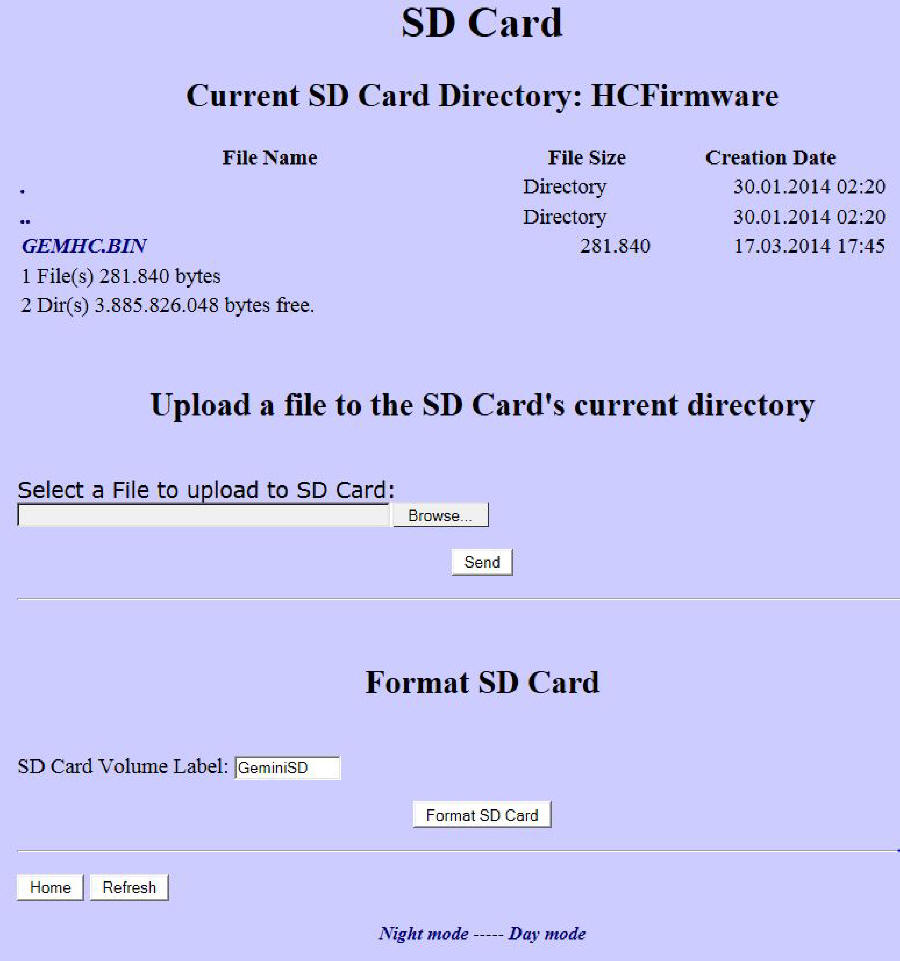 SD Card
Current SD Card Directory: HCFirmware
File Name File Size Creation Date
. Directory 30.01.2014 02:20
.. Directory 30.01.2014 02:20
GEMHC.BIN 281.840 17.03.2014 17:45
1 File(s) 281.840 bytes
2 Dir(s) 3.885.826.048 bytes free.
Upload a file to the SD Card's current directory
Select a File to upload to SD Card:
Browse...
Send
Format SD Card
SD Card Volume Label: GeminiSD
Format SD Card
Home Refresh
Night mode ----- Day mode